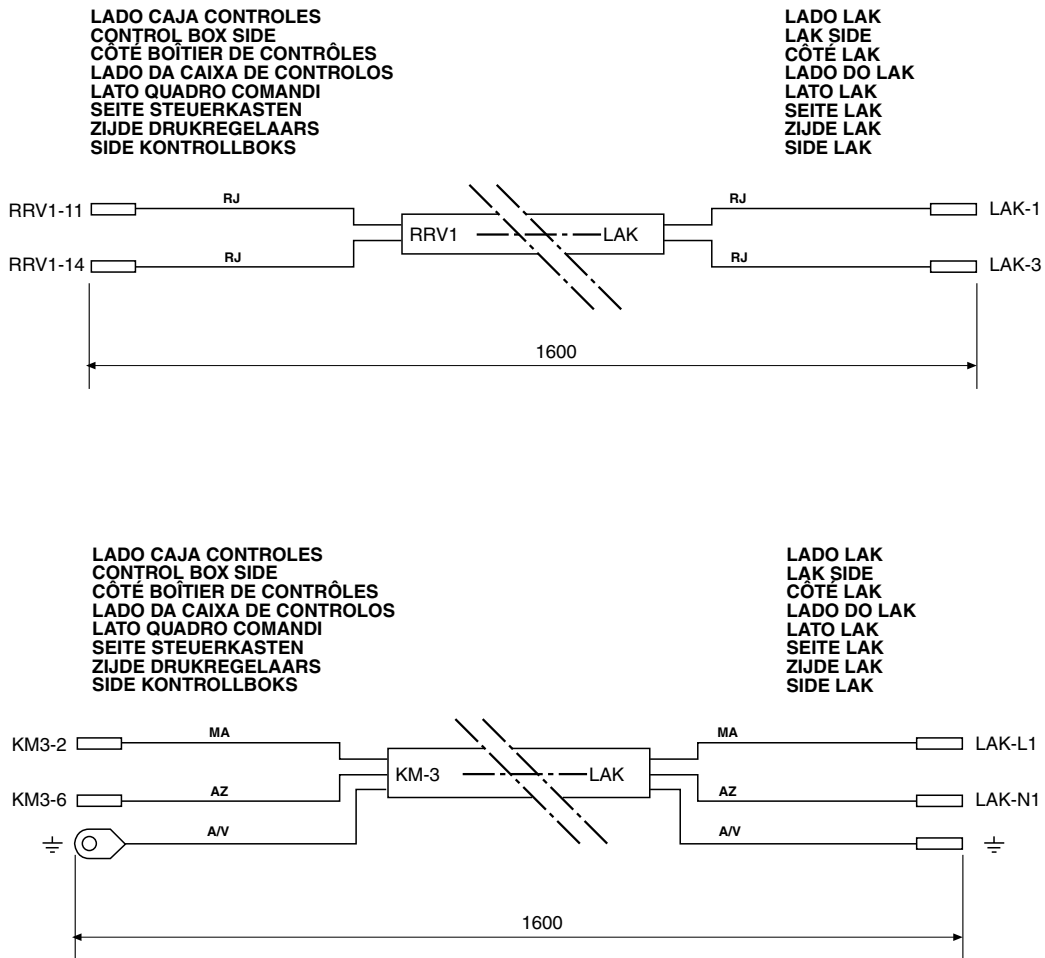 LADO CAJA CONTROLES
CONTROL BOX SIDE
CÔTÉ BOÎTIER DE CONTRÔLES
LADO DA CAIXA DE CONTROLOS
LATO QUADRO COMANDI
SEITE STEUERKASTEN
ZIJDE DRUKREGELAARS
SIDE KONTROLLBOKS
LADO LAK
LAK SIDE
CÔTÉ LAK
LADO DO LAK
LATO LAK
SEITE LAK
ZIJDE LAK
SIDE LAK
RRV1-11 RJ RJ LAK-1
RRV1 LAK
RRV1-14 RJ RJ LAK-3
1600
LADO CAJA CONTROLES
CONTROL BOX SIDE
CÔTÉ BOÎTIER DE CONTRÔLES
LADO DA CAIXA DE CONTROLOS
LATO QUADRO COMANDI
SEITE STEUERKASTEN
ZIJDE DRUKREGELAARS
SIDE KONTROLLBOKS
LADO LAK
LAK SIDE
CÔTÉ LAK
LADO DO LAK
LATO LAK
SEITE LAK
ZIJDE LAK
SIDE LAK
KM3-2 MA MA LAK-L1
KM-3 LAK
KM3-6 AZ AZ LAK-N1
A/V A/V
1600